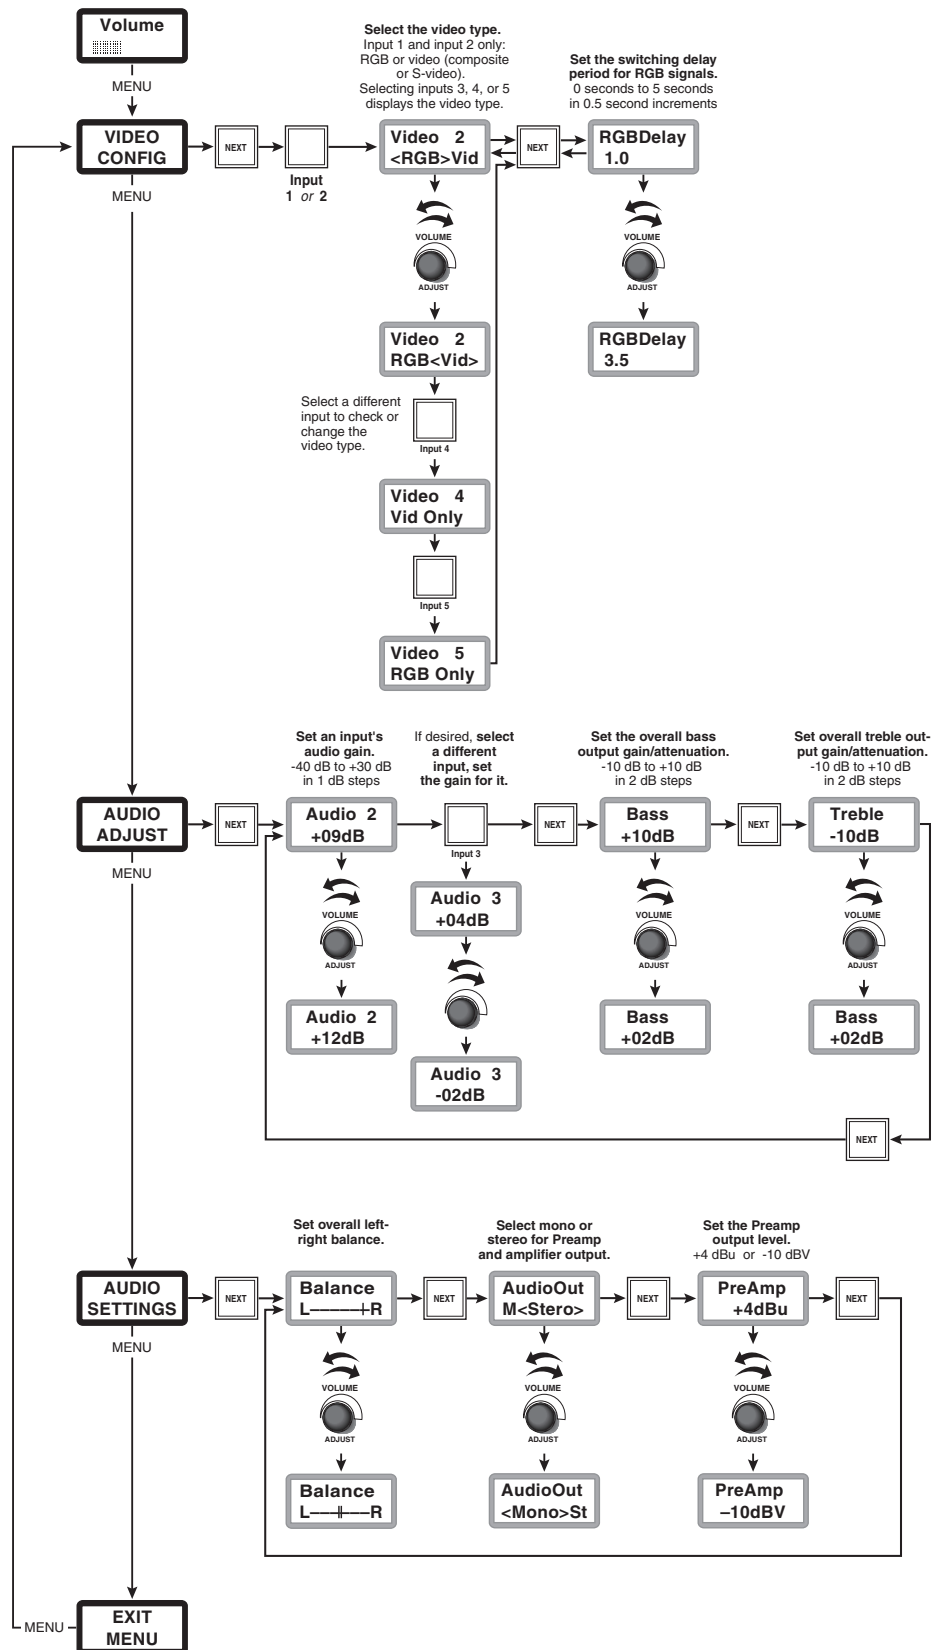 Volume
MENU
VIDEO
CONFIG
NEXT
Input
1 or 2
Select the video type.
Input 1 and input 2 only:
RGB or video (composite
or S-video).
Selecting inputs 3, 4, or 5
displays the video type.
Video 2
<RGB>Vid
NEXT
Set the switching delay
period for RGB signals.
0 seconds to 5 seconds
in 0.5 second increments
RGBDelay
1.0
MENU
VOLUME
ADJUST
VOLUME
ADJUST
Video 2
RGB<Vid>
RGBDelay
3.5
Select a different
input to check or
change the
video type.
Input 4
Video 4
Vid Only
Input 5
Video 5
RGB Only
Set an input's
audio gain.
-40 dB to +30 dB
in 1 dB steps
If desired, select
a different
input, set
the gain for it.
Set the overall bass
output gain/attenuation.
-10 dB to +10 dB
in 2 dB steps
Set overall treble out-
put gain/attenuation.
-10 dB to +10 dB
in 2 dB steps
AUDIO
ADJUST
NEXT
Audio 2
+09dB
Input 3
NEXT
Bass
+10dB
NEXT
Treble
-10dB
MENU
VOLUME
ADJUST
Audio 3
+04dB
VOLUME
ADJUST
VOLUME
ADJUST
Audio 2
+12dB
Audio 3
-02dB
Bass
+02dB
Bass
+02dB
NEXT
Set overall left-
right balance.
Select mono or
stereo for Preamp
and amplifier output.
Set the Preamp
output level.
+4 dBu or -10 dBV
AUDIO
SETTINGS
NEXT
Balance
L–––––+R
NEXT
AudioOut
M<Stero>
NEXT
PreAmp
+4dBu
NEXT
MENU
VOLUME
ADJUST
VOLUME
ADJUST
VOLUME
ADJUST
Balance
L–––╫–––R
AudioOut
<Mono>St
PreAmp
–10dBV
MENU
EXIT
MENU